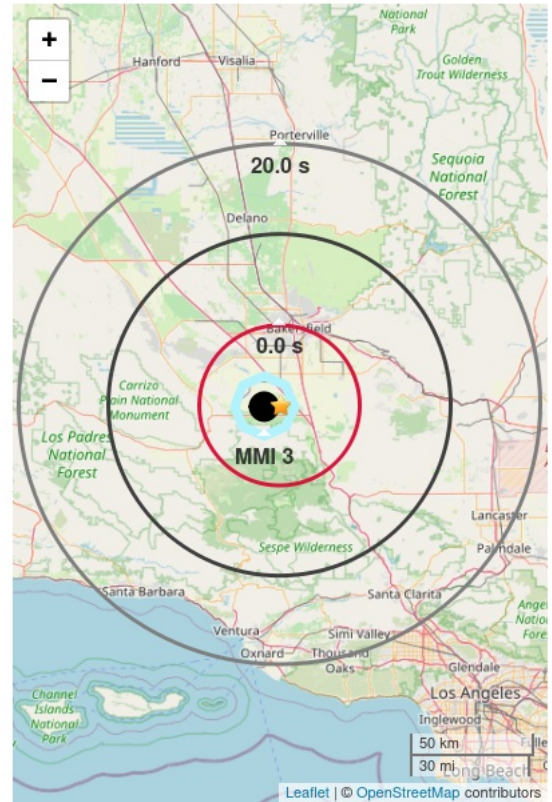 +
−
National
Park
Golden
Trout Wilderness
Hanford
Visalia
Porterville
20.0 s
Sequoia
National
Forest
Delano
Bakersfield
0.0 s
Carrizo
Plain National
Monument
Los Padres
National
Forest
MMI 3
Lancaster
Palmdale
Sespe Wilderness
Santa Barbara
Santa Clarita
Ventura
Simi Valley
Oxnard
Thousand
Oaks
Glendale
Channel
Islands
National
Park
Los Angeles
Inglewood
50 km
30 mi
Long Beach
Leaflet | © OpenStreetMap contributors